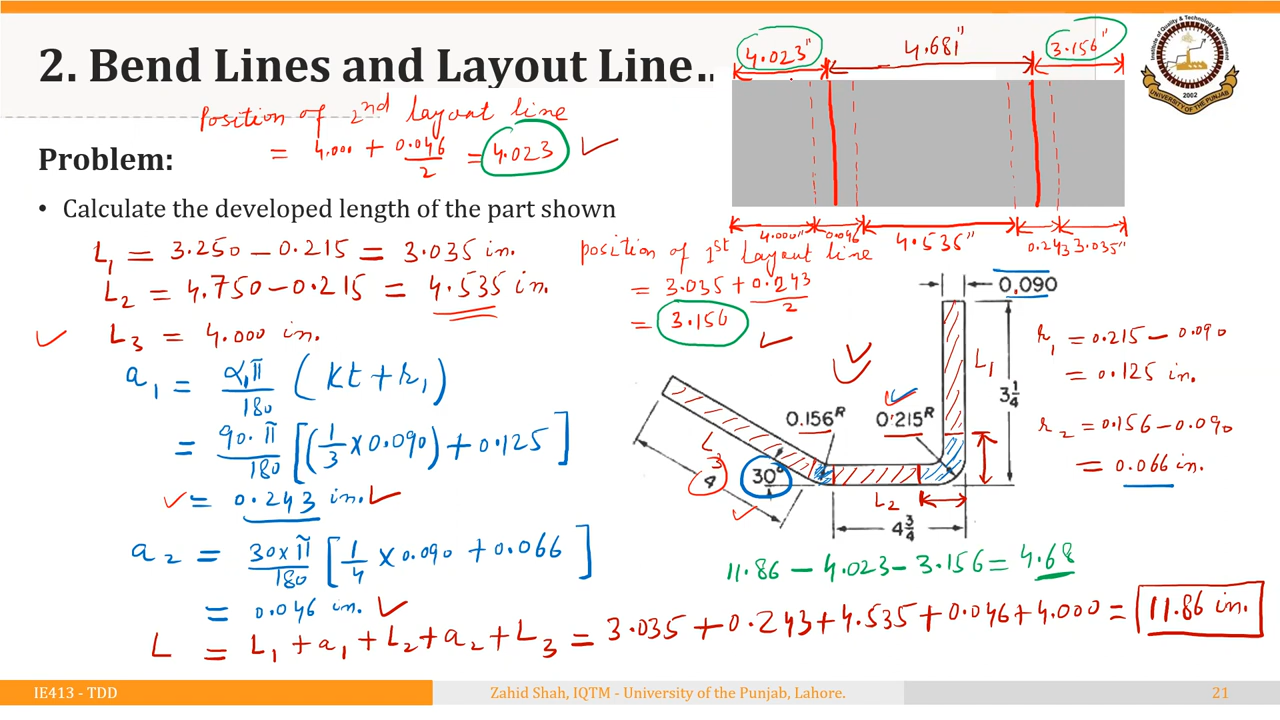 2. Bend Lines and Layout Line..
Position of 2nd layout line
= 4.000 + 0.046/2 = 4.023 ✓
Problem:
• Calculate the developed length of the part shown
L1 = 3.250 - 0.215 = 3.035 in.
L2 = 4.750 - 0.215 = 4.535 in.
✓ L3 = 4.000 in.
a1 = α1π/180 (kt + r1)
= 90.π/180 [(1/3 × 0.090) + 0.125]
✓ = 0.243 in. ✓
a2 = 30×π/180 [1/4 × 0.090 + 0.066]
= 0.046 in. ✓
L = L1 + a1 + L2 + a2 + L3 = 3.035 + 0.243 + 4.535 + 0.046 + 4.000 = 11.86 in.
4.023" 4.681" 3.156"
4.000" 0.046 4.535" 0.243 3.035"
position of 1st layout line
= 3.035 + 0.243/2
= 3.156 ✓
0.090
L1
3 1/4
0.156R 0.215R
L3
4
30°
L2
4 3/4
r1 = 0.215 - 0.090
= 0.125 in.
r2 = 0.156 - 0.090
= 0.066 in.
11.86 - 4.023 - 3.156 = 4.68
Institute of Quality & Technology Management
2002
UNIVERSITY OF THE PUNJAB
IE413 - TDD
Zahid Shah, IQTM - University of the Punjab, Lahore.
21